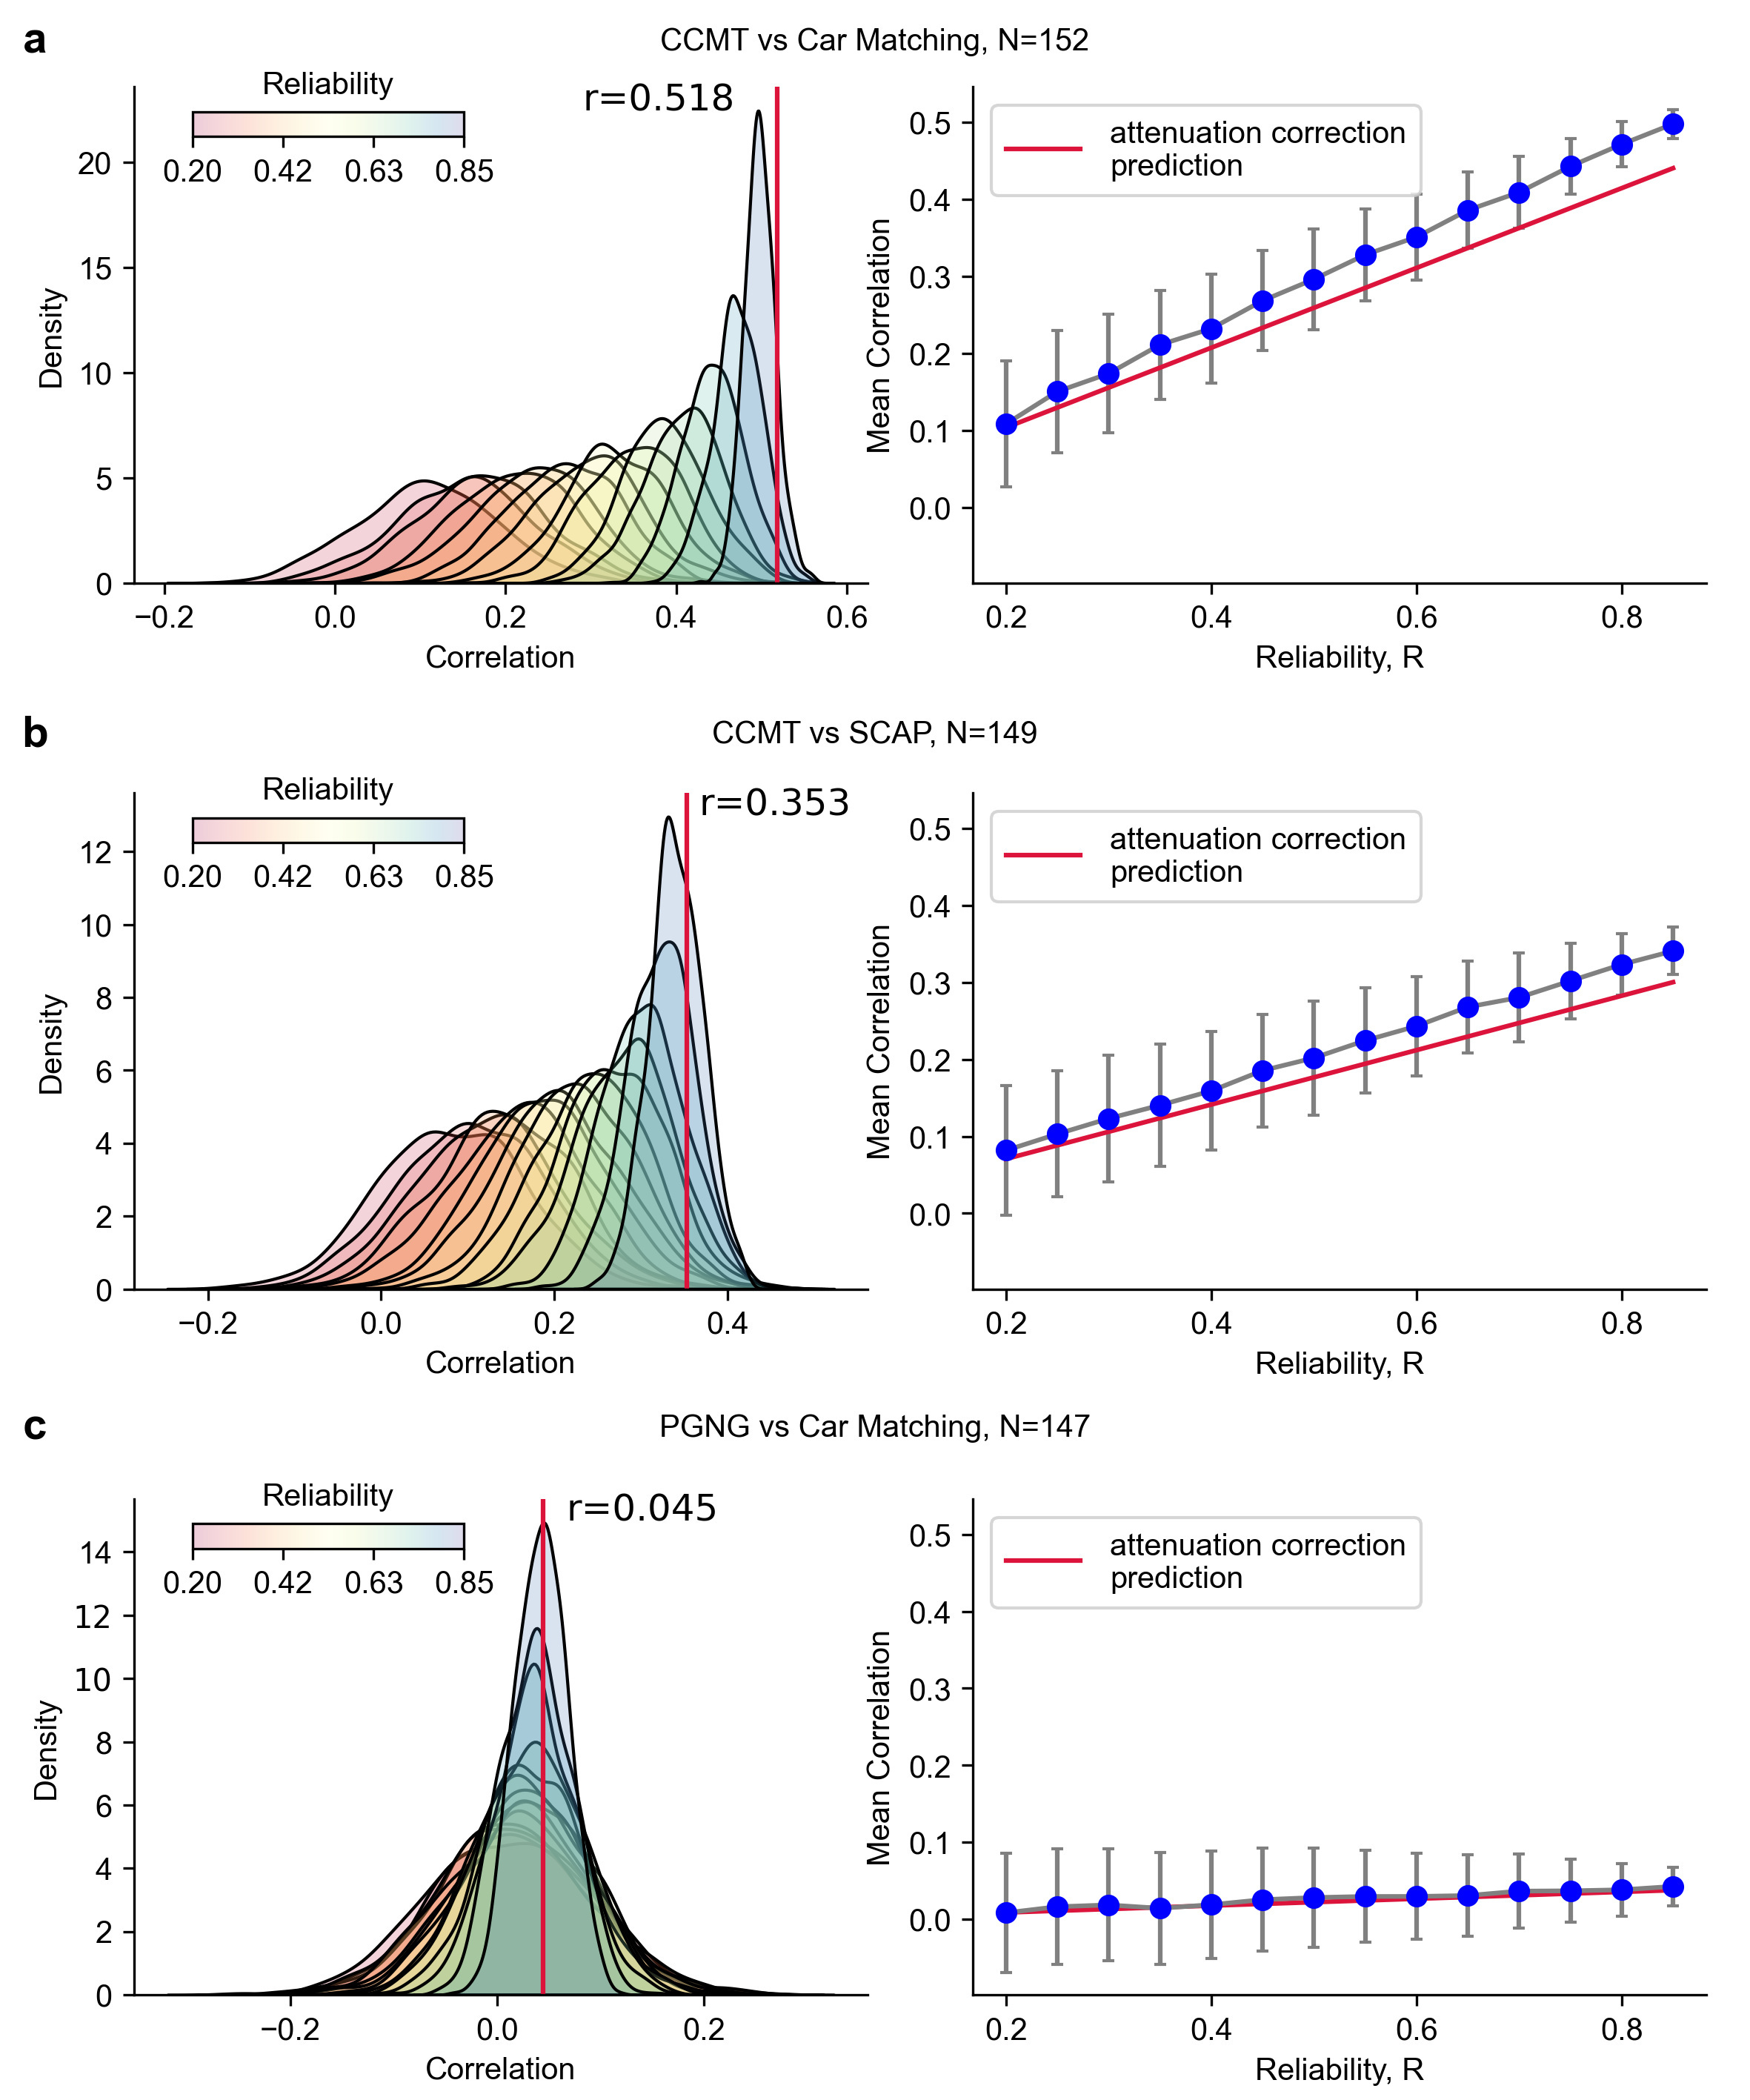 a
CCMT vs Car Matching, N=152
Reliability
0.20 0.42 0.63 0.85
r=0.518
Density
0 5 10 15 20
−0.2 0.0 0.2 0.4 0.6
Correlation
attenuation correction
prediction
Mean Correlation
0.0 0.1 0.2 0.3 0.4 0.5
0.2 0.4 0.6 0.8
Reliability, R
b
CCMT vs SCAP, N=149
Reliability
0.20 0.42 0.63 0.85
r=0.353
Density
0 2 4 6 8 10 12
−0.2 0.0 0.2 0.4
Correlation
attenuation correction
prediction
Mean Correlation
0.0 0.1 0.2 0.3 0.4 0.5
0.2 0.4 0.6 0.8
Reliability, R
c
PGNG vs Car Matching, N=147
Reliability
0.20 0.42 0.63 0.85
r=0.045
Density
0 2 4 6 8 10 12 14
−0.2 0.0 0.2
Correlation
attenuation correction
prediction
Mean Correlation
0.0 0.1 0.2 0.3 0.4 0.5
0.2 0.4 0.6 0.8
Reliability, R